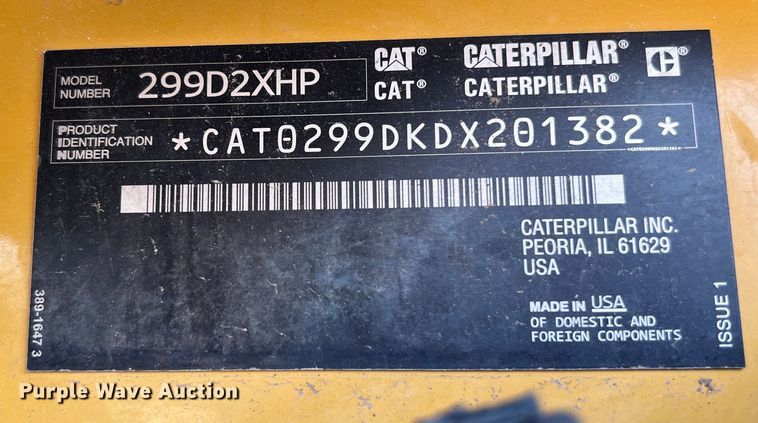 MODEL NUMBER 299D2XHP
CAT® CATERPILLAR® C®
CAT® CATERPILLAR®
PRODUCT IDENTIFICATION NUMBER *CAT0299DKDX201382*
CATERPILLAR INC.
PEORIA, IL 61629
USA
MADE IN USA
OF DOMESTIC AND
FOREIGN COMPONENTS
389-1647 3
ISSUE 1
Purple Wave Auction